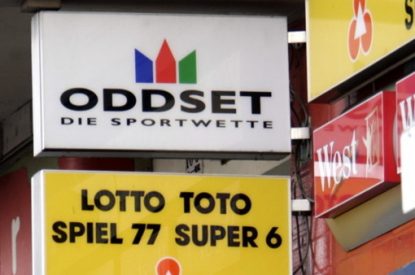 ODDSET
DIE SPORTWETTE
LOTTO TOTO
SPIEL 77 SUPER 6
West